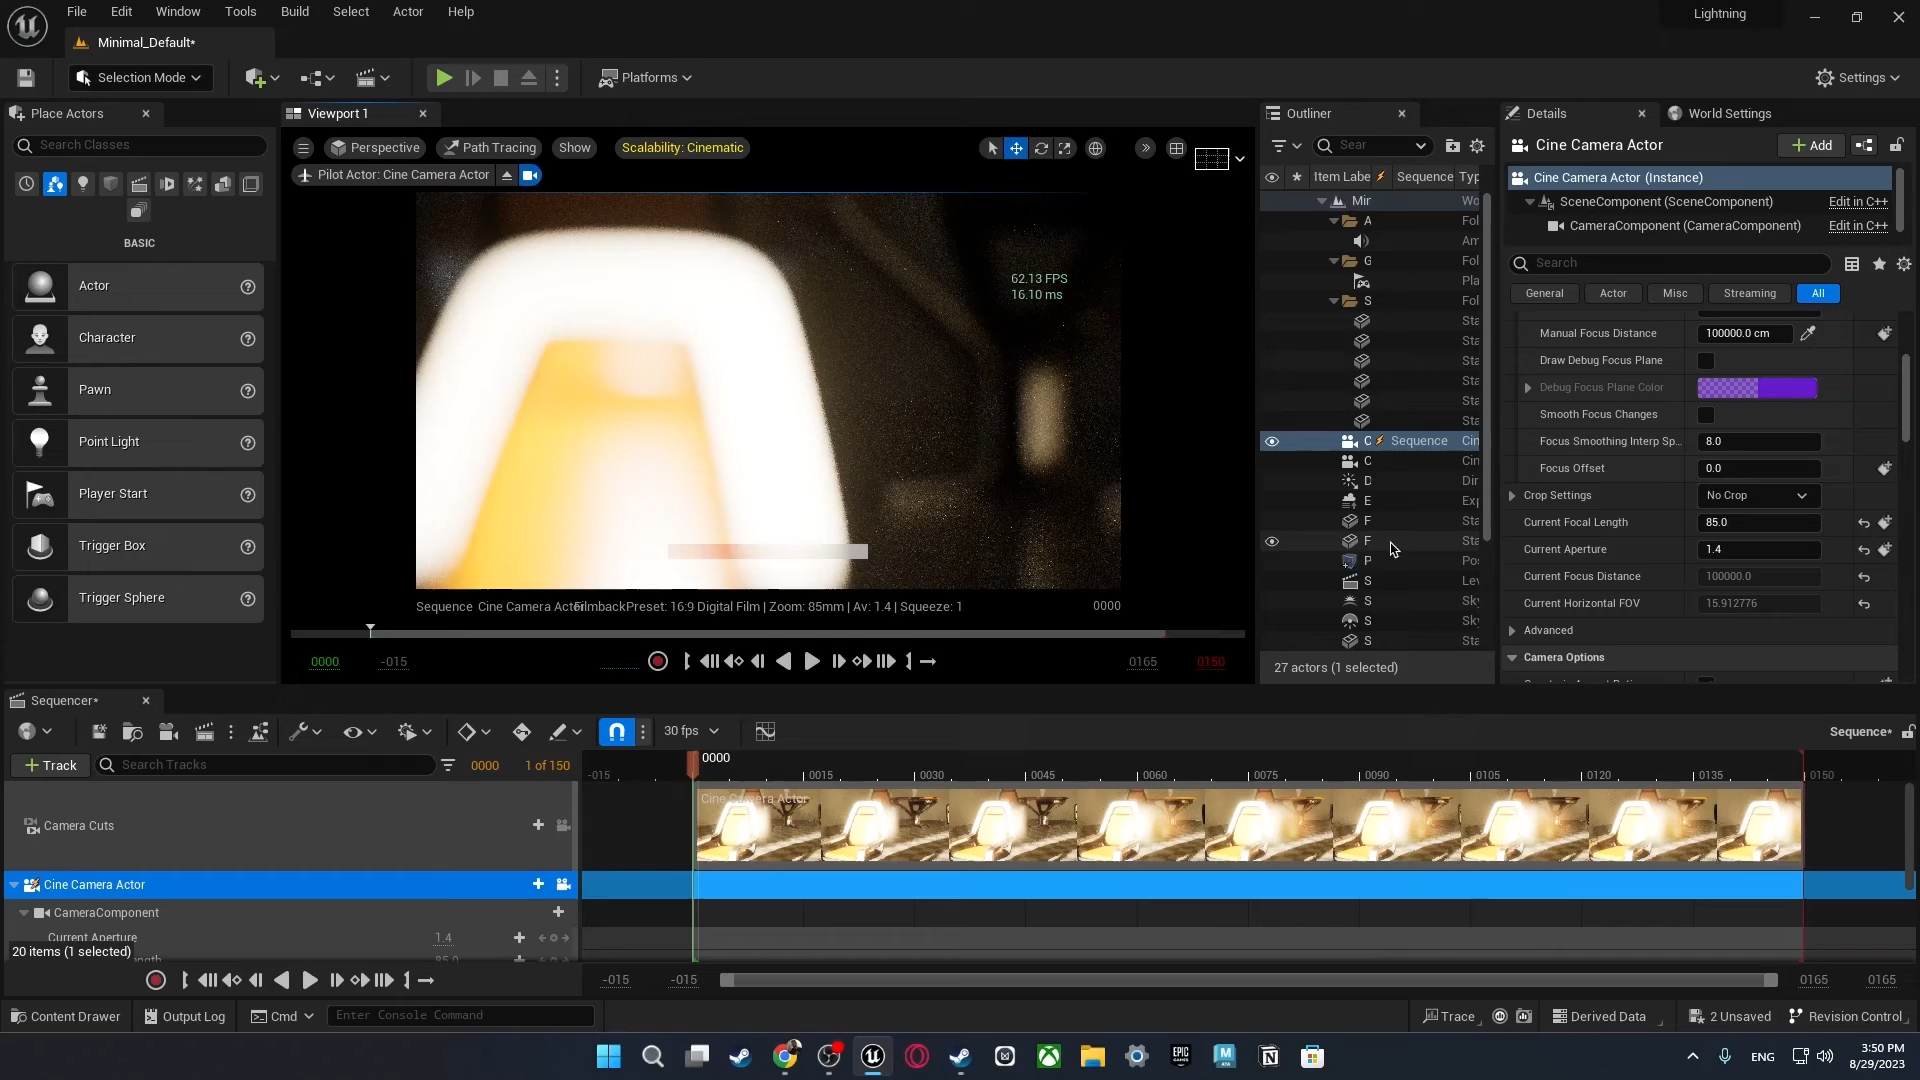 File Edit Window Tools Build Select Actor Help
Lightning
Minimal_Default*
Selection Mode
Platforms
Settings
Place Actors
Search Classes
BASIC
Actor
Character
Pawn
Point Light
Player Start
Trigger Box
Trigger Sphere
Viewport 1
Perspective Path Tracing Show Scalability: Cinematic
Pilot Actor: Cine Camera Actor
62.13 FPS
16.10 ms
Sequence Cine Camera Actor FilmbackPreset: 16:9 Digital Film | Zoom: 85mm | Av: 1.4 | Squeeze: 1 0000
0000 -015 0165 0150
Outliner
Sear
Item Labe Sequence Typ
Mir Wo
A Fol
Am
G Fol
Pla
S Fol
Sta
Sta
Sta
Sta
Sta
Sta
C Sequence Cin
C Cin
D Dir
E Exp
F Sta
F Sta
P Pos
S Lev
S Sky
S Sky
S Sta
27 actors (1 selected)
Details
World Settings
Cine Camera Actor
Add
Cine Camera Actor (Instance)
SceneComponent (SceneComponent) Edit in C++
CameraComponent (CameraComponent) Edit in C++
Search
General Actor Misc Streaming All
Manual Focus Distance 100000.0 cm
Draw Debug Focus Plane
Debug Focus Plane Color
Smooth Focus Changes
Focus Smoothing Interp Sp... 8.0
Focus Offset 0.0
Crop Settings No Crop
Current Focal Length 85.0
Current Aperture 1.4
Current Focus Distance 100000.0
Current Horizontal FOV 15.912776
Advanced
Camera Options
Sequencer*
30 fps
Sequence*
Track
Search Tracks
0000 1 of 150
-015 0000 0015 0030 0045 0060 0075 0090 0105 0120 0135 0150
Camera Cuts
Cine Camera Actor
Cine Camera Actor
CameraComponent
Current Aperture 1.4
20 items (1 selected)
85.0
-015 -015 0165 0165
Content Drawer Output Log Cmd Enter Console Command
Trace Derived Data 2 Unsaved Revision Control
ENG
3:50 PM
8/29/2023